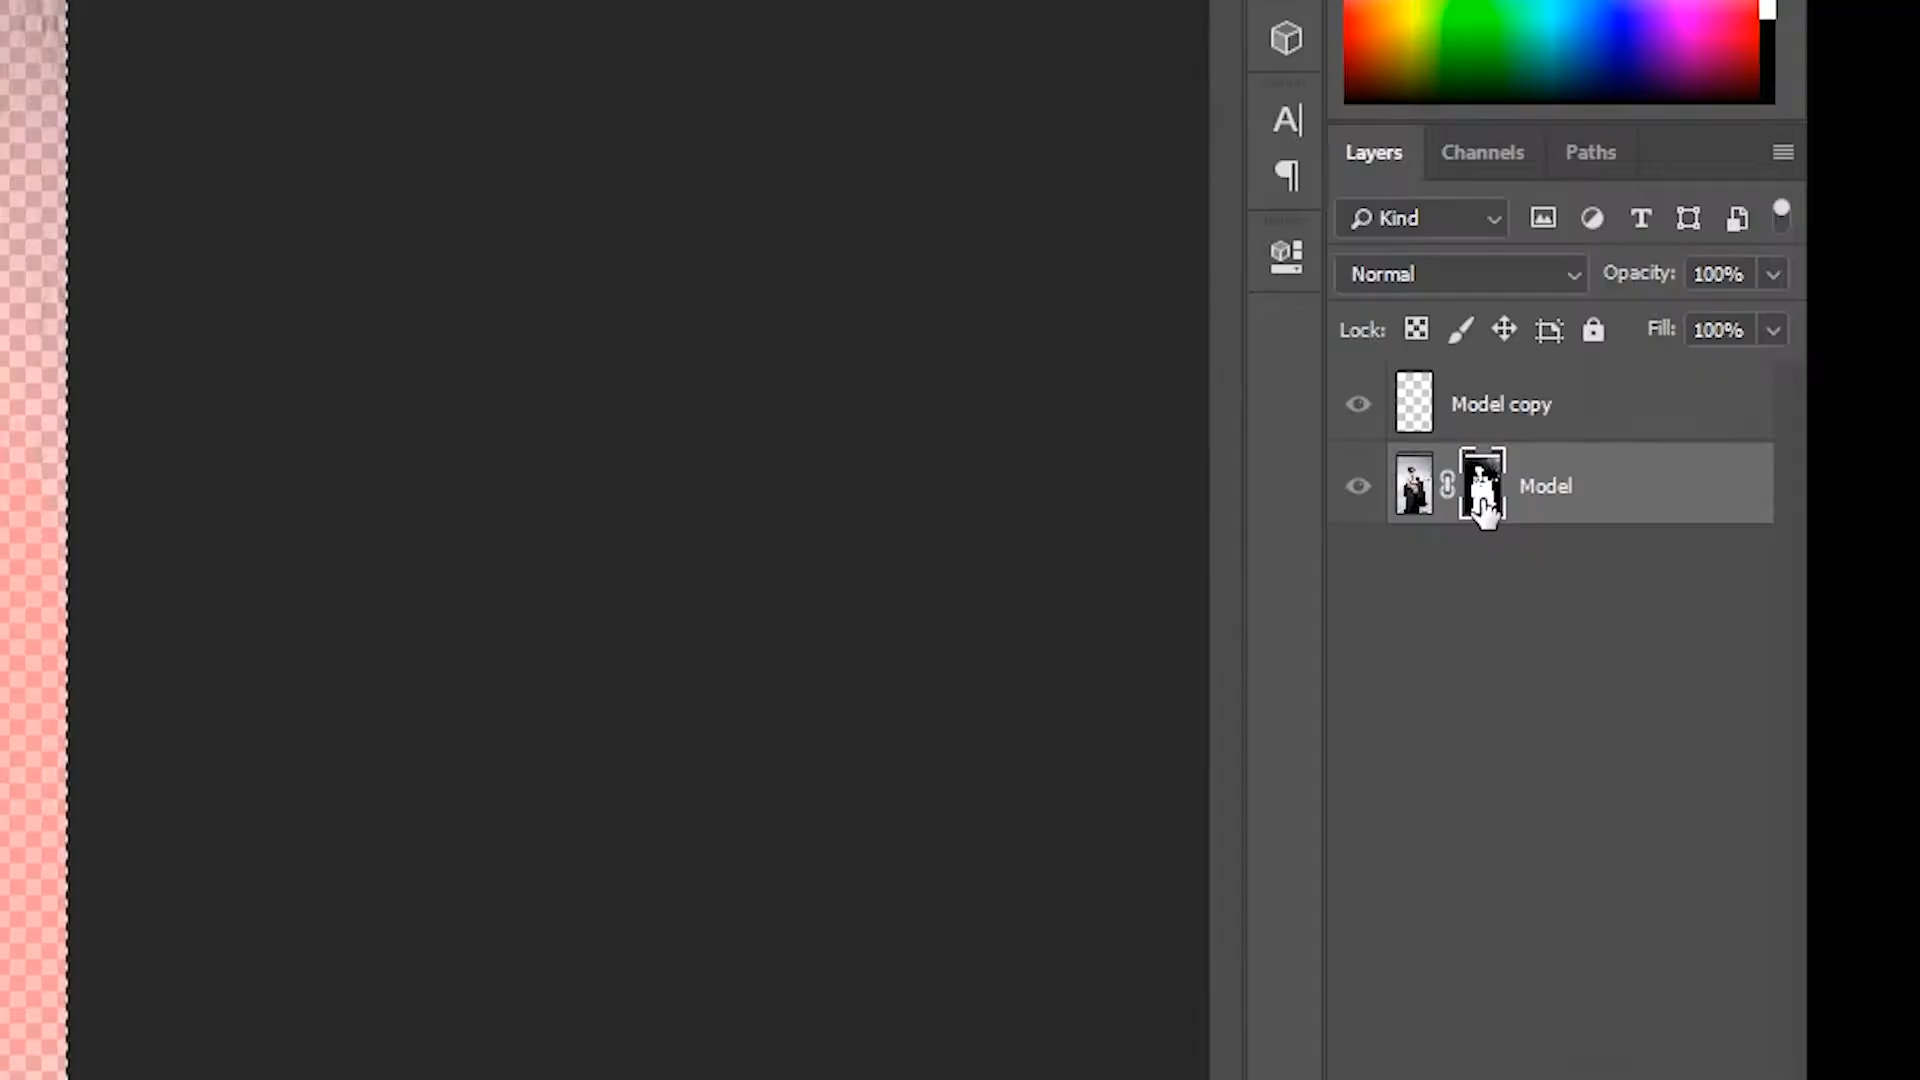 A|
Layers Channels Paths
Kind T
Normal Opacity: 100%
Lock: Fill: 100%
Model copy
Model